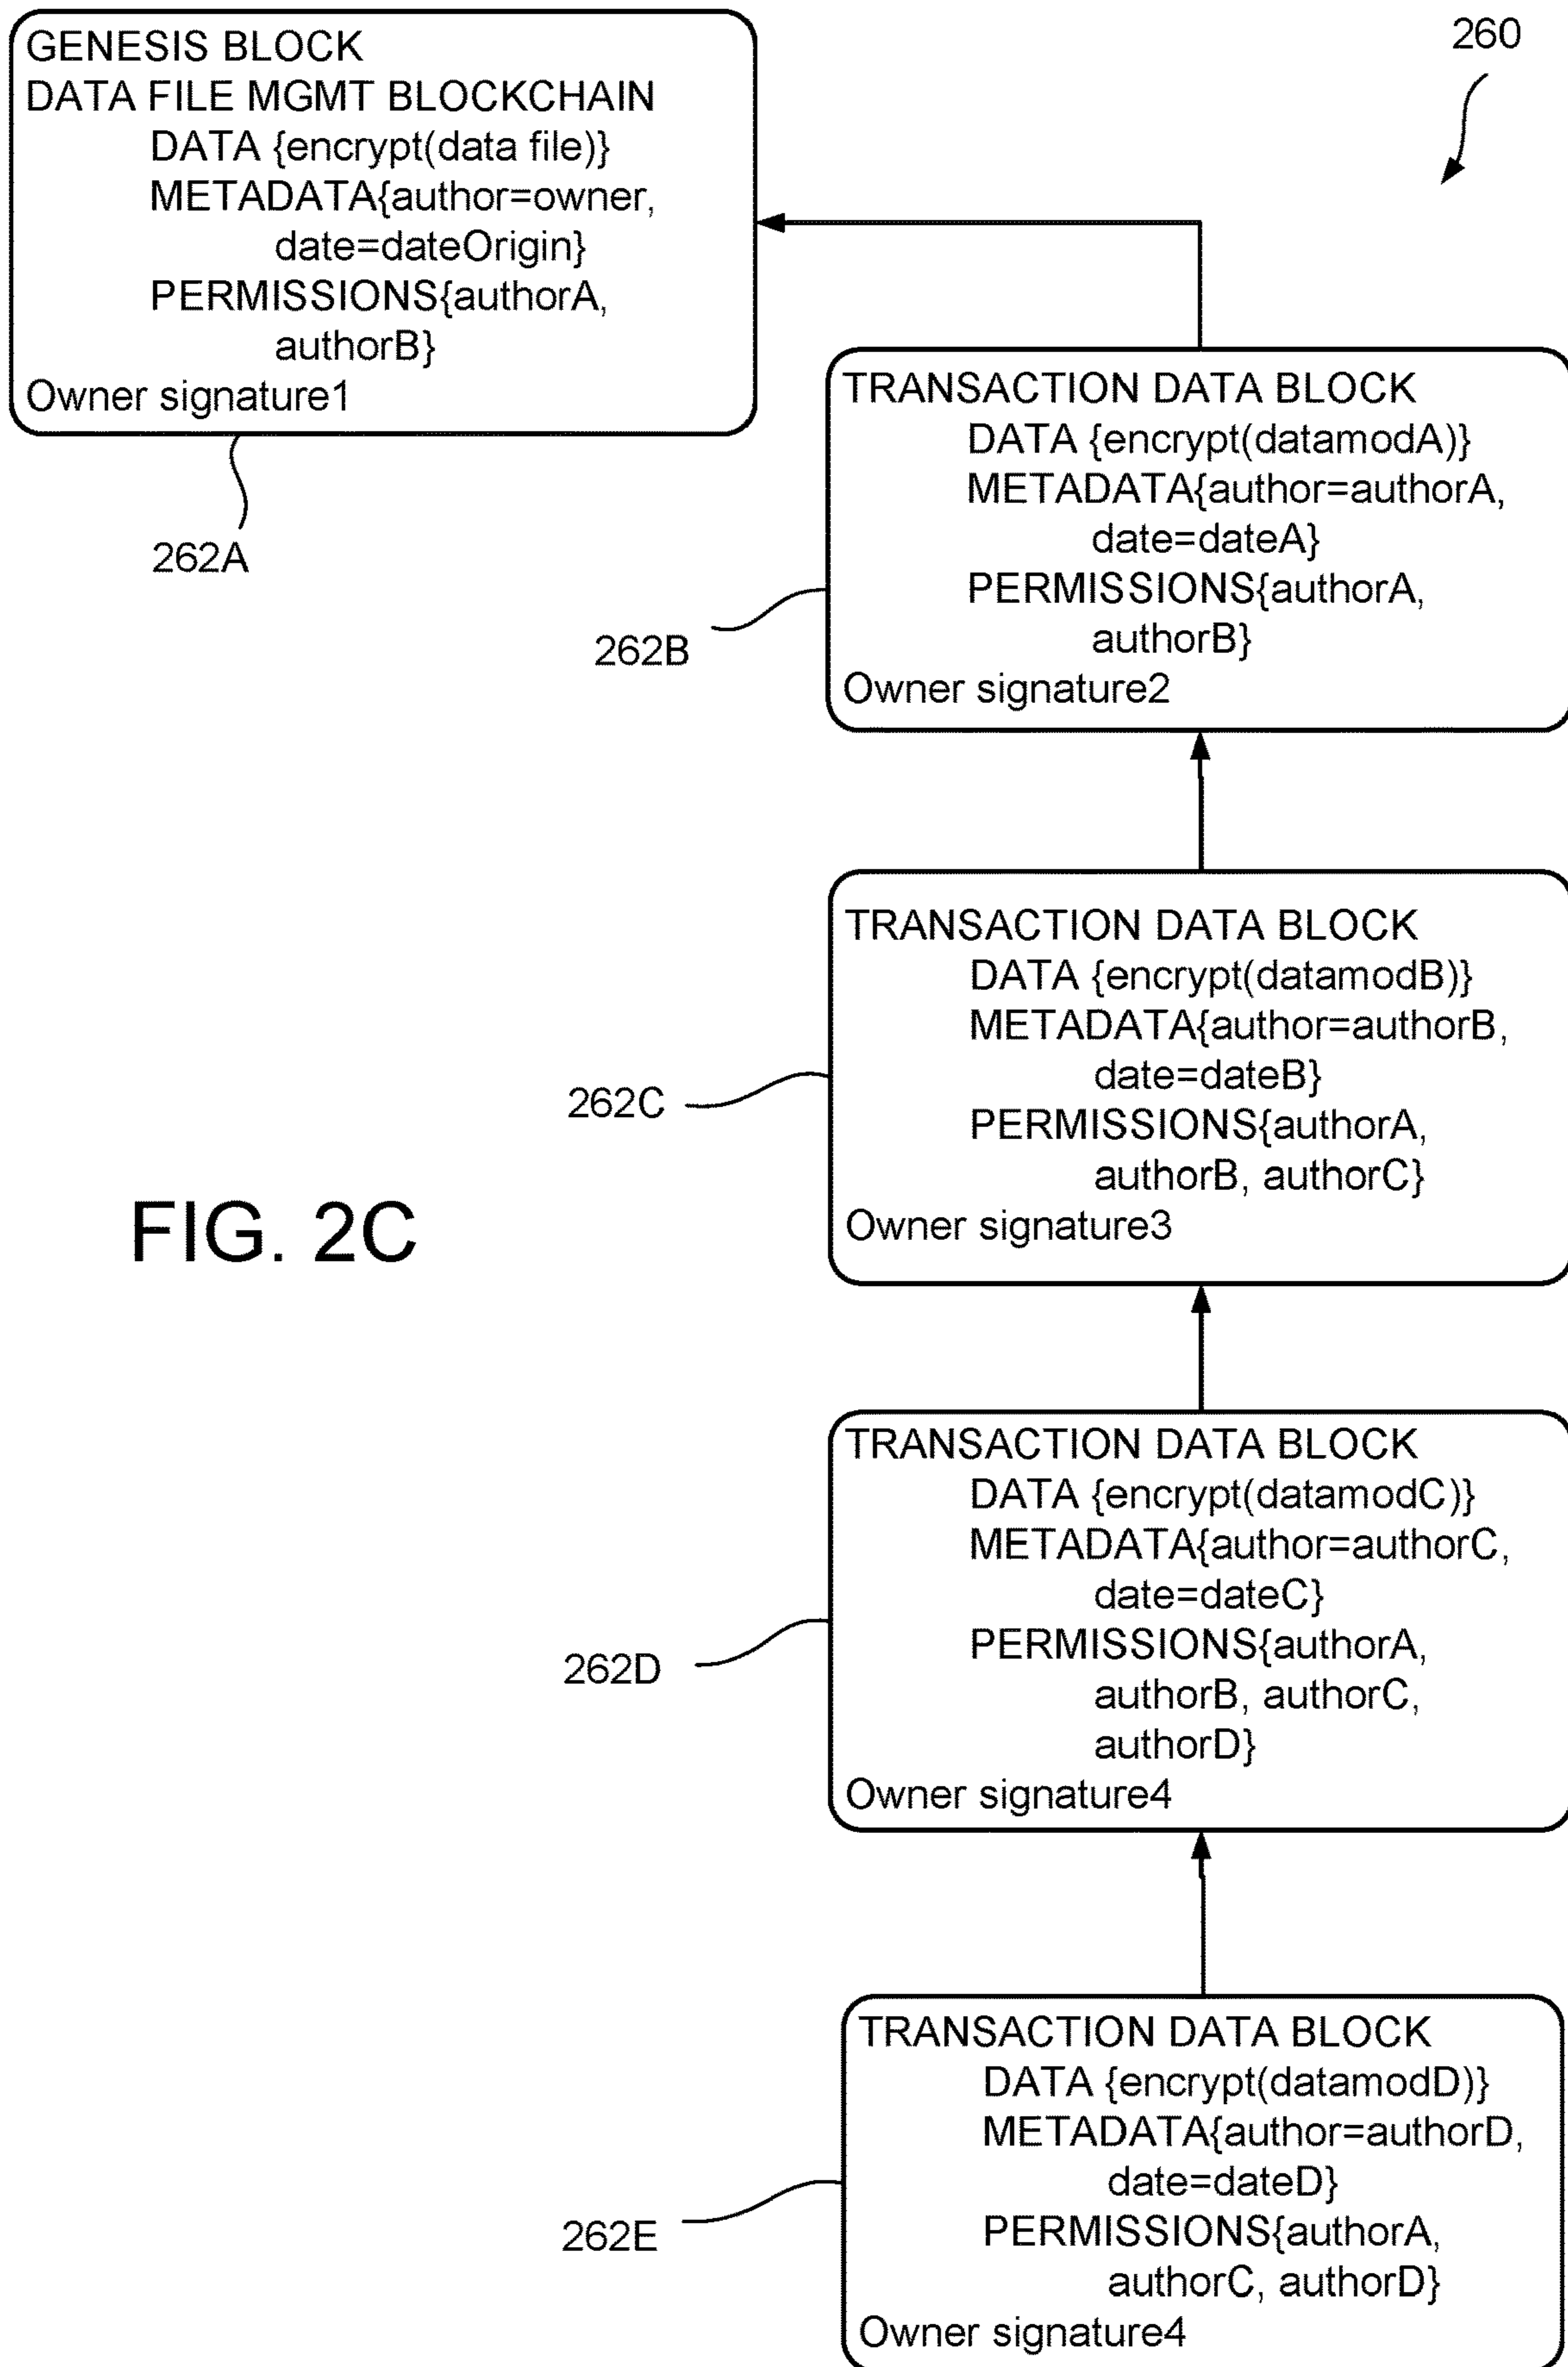 260
GENESIS BLOCK
DATA FILE MGMT BLOCKCHAIN
DATA {encrypt(data file)}
METADATA{author=owner,
date=dateOrigin}
PERMISSIONS{authorA,
authorB}
Owner signature1
262A
TRANSACTION DATA BLOCK
DATA {encrypt(datamodA)}
METADATA{author=authorA,
date=dateA}
PERMISSIONS{authorA,
authorB}
Owner signature2
262B
TRANSACTION DATA BLOCK
DATA {encrypt(datamodB)}
METADATA{author=authorB,
date=dateB}
PERMISSIONS{authorA,
authorB, authorC}
Owner signature3
262C
FIG. 2C
TRANSACTION DATA BLOCK
DATA {encrypt(datamodC)}
METADATA{author=authorC,
date=dateC}
PERMISSIONS{authorA,
authorB, authorC,
authorD}
Owner signature4
262D
TRANSACTION DATA BLOCK
DATA {encrypt(datamodD)}
METADATA{author=authorD,
date=dateD}
PERMISSIONS{authorA,
authorC, authorD}
Owner signature4
262E